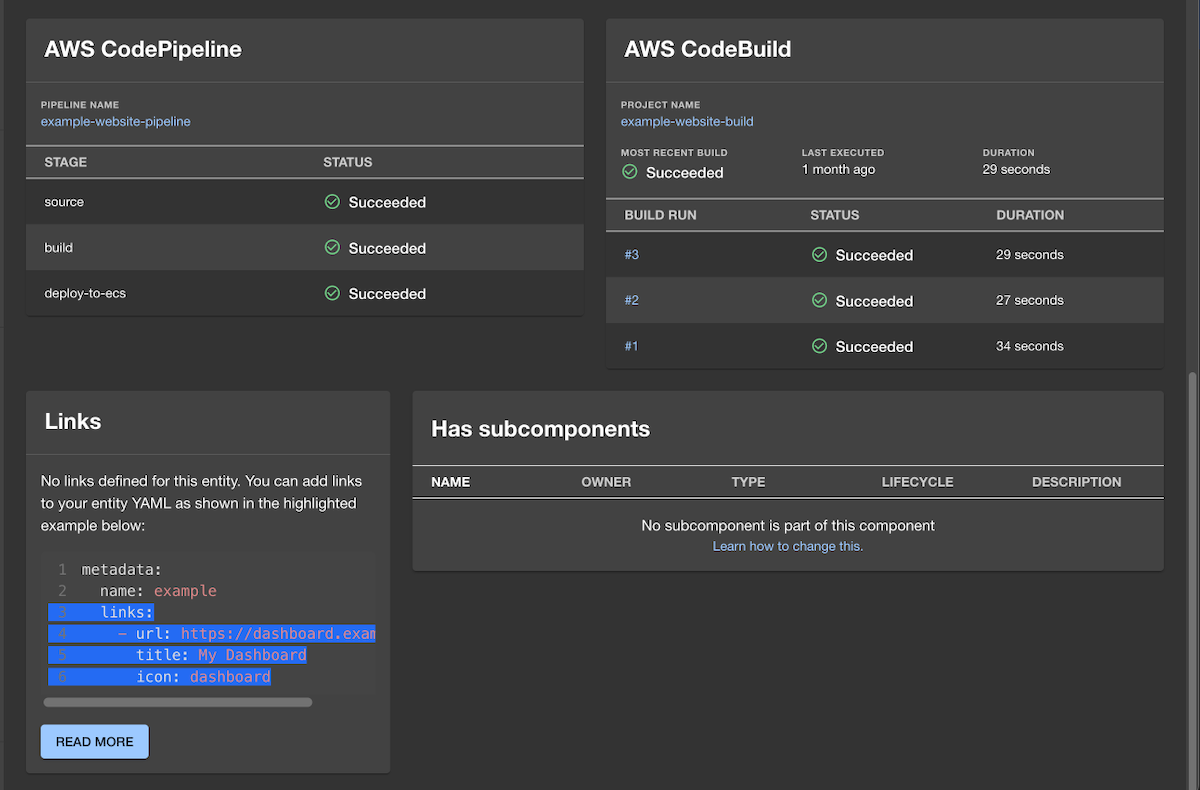 AWS CodePipeline
PIPELINE NAME
example-website-pipeline
STAGE STATUS
source Succeeded
build Succeeded
deploy-to-ecs Succeeded
AWS CodeBuild
PROJECT NAME
example-website-build
MOST RECENT BUILD LAST EXECUTED DURATION
Succeeded 1 month ago 29 seconds
BUILD RUN STATUS DURATION
#3 Succeeded 29 seconds
#2 Succeeded 27 seconds
#1 Succeeded 34 seconds
Links
No links defined for this entity. You can add links
to your entity YAML as shown in the highlighted
example below:
1 metadata:
2 name: example
3 links:
4 - url: https://dashboard.exam
5 title: My Dashboard
6 icon: dashboard
READ MORE
Has subcomponents
NAME OWNER TYPE LIFECYCLE DESCRIPTION
No subcomponent is part of this component
Learn how to change this.